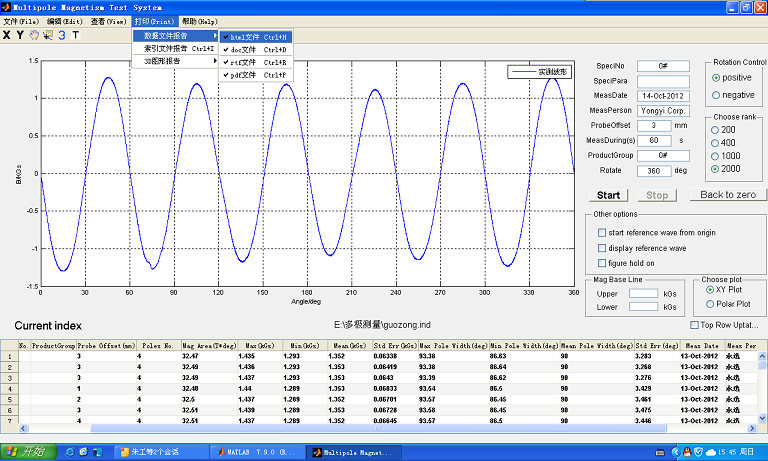 Multipole Magnetism Test System
文件(File) 编辑(Edit) 查看(View) 打印(Print) 帮助(Help)
X Y 3 T
数据文件报告
索引文件报告 Ctrl+I
3D图形报告
html文件 Ctrl+H
doc文件 Ctrl+D
rtf文件 Ctrl+R
pdf文件 Ctrl+P
实测波形
1.5
1
0.5
0
-0.5
-1
-1.5
B/KGs
0 30 60 90 120 150 180 210 240 270 300 330 360
Angle/deg
SpeciNo 0#
SpeciPara
MeasDate 14-Oct-2012
MeasPerson Yongyi Corp.
ProbeOffset 3 mm
MeasDuring(s) 60 s
ProductGroup 0#
Rotate 360 deg
Rotation Control
positive
negative
Choose rank
200
400
1000
2000
Start Stop Back to zero
Other options
start reference wave from origin
display reference wave
figure hold on
Mag Base Line
Upper kGs
Lower kGs
Choose plot
XY Plot
Polar Plot
Top Row Uptat...
Current index E:\多极测量\guozong.ind
No. ProductGroup Probe Offset(mm) Poles No. Mag Area(T*deg) Max(kGs) Min(kGs) Mean(kGs) Std Err(kGs) Max Pole Width(deg) Min Pole Width(deg) Mean Pole Width(deg) Std Err(deg) Meas Date Meas Per
1 3 4 32.47 1.435 1.293 1.352 0.06338 93.38 86.63 90 3.283 13-Oct-2012 永逸
2 3 4 32.49 1.436 1.293 1.352 0.06419 93.38 86.64 90 3.268 13-Oct-2012 永逸
3 3 4 32.49 1.437 1.293 1.352 0.0643 93.39 86.62 90 3.276 13-Oct-2012 永逸
4 1 4 32.48 1.44 1.289 1.353 0.06833 93.54 86.5 90 3.429 13-Oct-2012 永逸
5 2 4 32.5 1.437 1.289 1.353 0.06701 93.57 86.45 90 3.461 13-Oct-2012 永逸
6 3 4 32.51 1.439 1.289 1.353 0.06728 93.58 86.45 90 3.475 13-Oct-2012 永逸
7 4 4 32.51 1.437 1.289 1.353 0.06645 93.57 86.5 90 3.446 13-Oct-2012 永逸
开始 朱工等2个会话 MATLAB 7.9.0 (R... Multipole Magnet... 15:45 周日